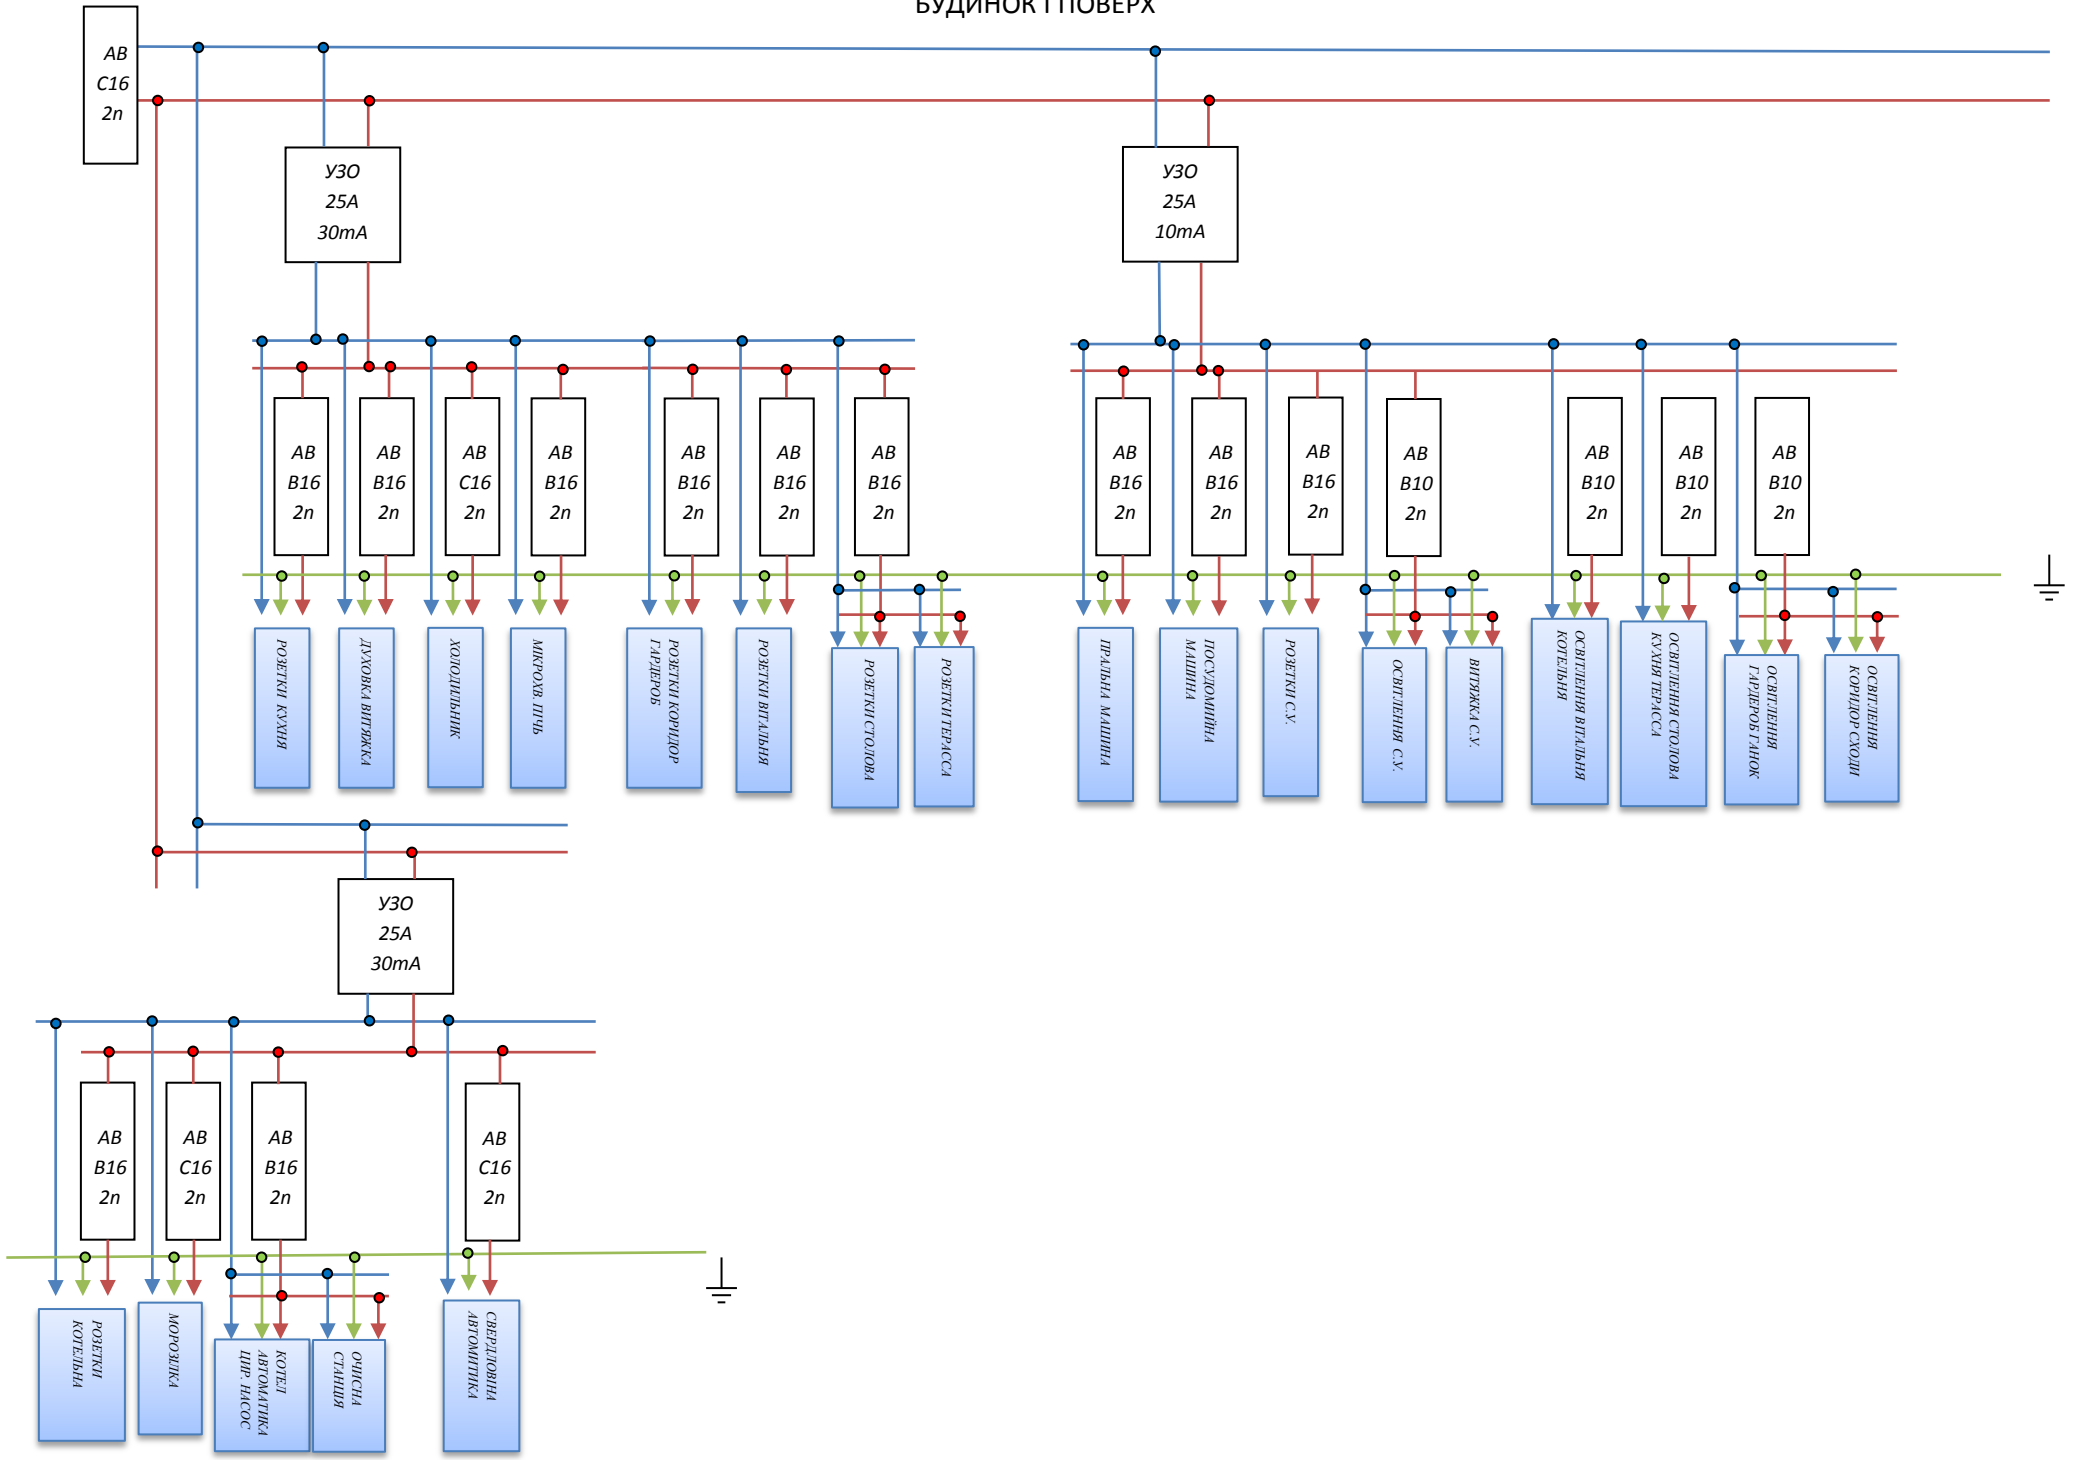 БУДИНОК І ПОВЕРХ
АВ
С16
2п
УЗО
25А
30mA
УЗО
25А
10mA
АВ
В16
2п
АВ
В16
2п
АВ
С16
2п
АВ
В16
2п
АВ
В16
2п
АВ
В16
2п
АВ
В16
2п
АВ
В16
2п
АВ
В16
2п
АВ
В16
2п
АВ
В10
2п
АВ
В10
2п
АВ
В10
2п
АВ
В10
2п
РОЗЕТКИ КУХНЯ
ДУХОВКА ВИТЯЖКА
ХОЛОДИЛЬНИК
МІКРОХВ. ПІЧЬ
РОЗЕТКИ КОРИДОР
ГАРДЕРОБ
РОЗЕТКИ ВІТАЛЬНЯ
РОЗЕТКИ СТОЛОВА
РОЗЕТКИ ТЕРАССА
ПРАЛЬНА МАШИНА
ПОСУДОМИЙНА
МАШИНА
РОЗЕТКИ С.У.
ОСВІТЛЕННЯ С.У.
ВИТЯЖКА С.У.
ОСВІТЛЕННЯ ВІТАЛЬНЯ
КОТЕЛЬНЯ
ОСВІТЛЕННЯ СТОЛОВА
КУХНЯ ТЕРАССА
ОСВІТЛЕННЯ
ГАРДЕРОБ ГАНОК
ОСВІТЛЕННЯ
КОРИДОР СХОДИ
УЗО
25А
30mA
АВ
В16
2п
АВ
С16
2п
АВ
В16
2п
АВ
С16
2п
РОЗЕТКИ
КОТЕЛЬНА
МОРОЗІЛКА
КОТЕЛ
АВТОМАТИКА
ЦИР. НАСОС
ОЧИСНА
СТАНЦІЯ
СВЕРДЛОВІНА
АВТОМИТИКА